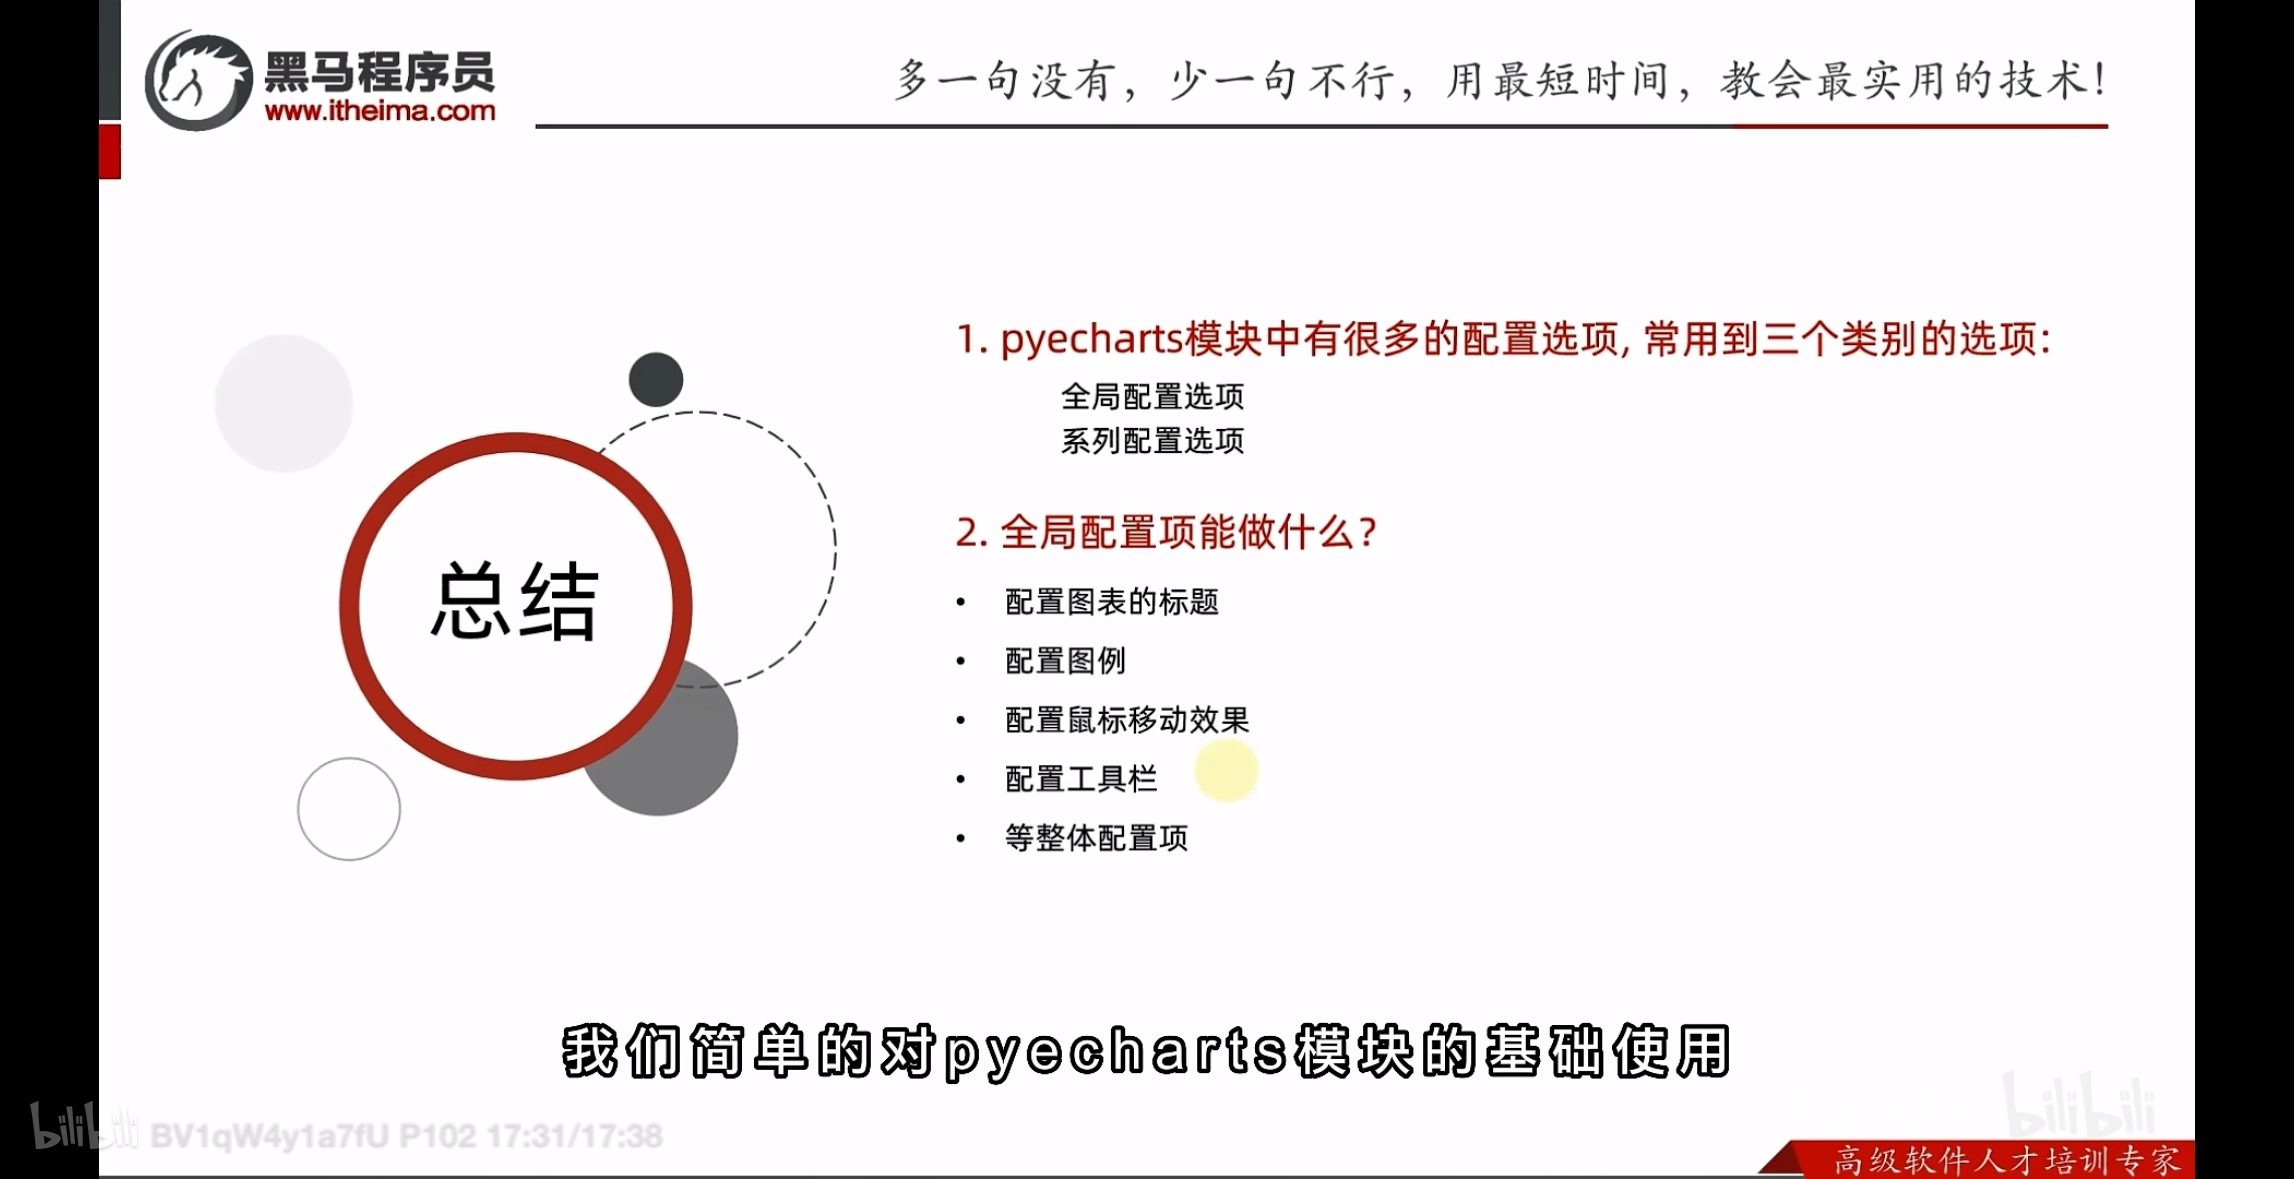 黑马程序员
www.itheima.com
多一句没有，少一句不行，用最短时间，教会最实用的技术！
总结
1. pyecharts模块中有很多的配置选项, 常用到三个类别的选项:
全局配置选项
系列配置选项
2. 全局配置项能做什么?
• 配置图表的标题
• 配置图例
• 配置鼠标移动效果
• 配置工具栏
• 等整体配置项
我们简单的对pyecharts模块的基础使用
bilibili BV1qW4y1a7fU P102 17:31/17:38
bilibili
高级软件人才培训专家